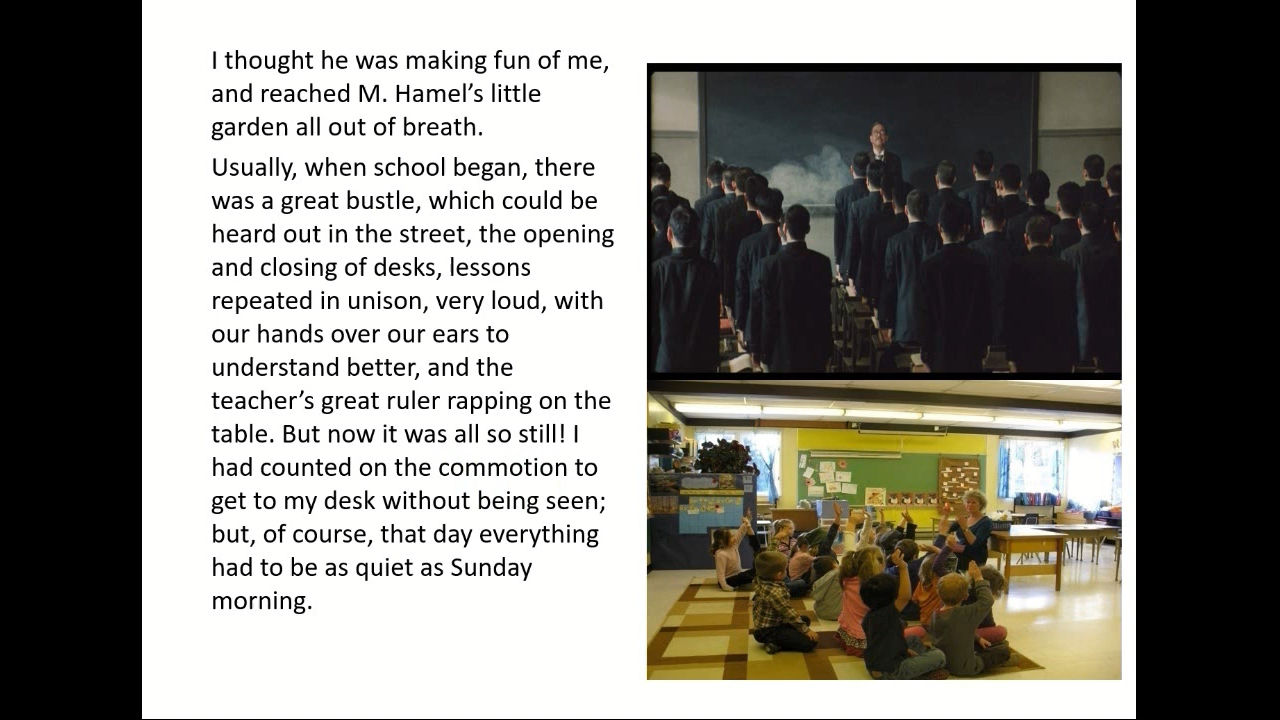 I thought he was making fun of me,
and reached M. Hamel’s little
garden all out of breath.
Usually, when school began, there
was a great bustle, which could be
heard out in the street, the opening
and closing of desks, lessons
repeated in unison, very loud, with
our hands over our ears to
understand better, and the
teacher’s great ruler rapping on the
table. But now it was all so still! I
had counted on the commotion to
get to my desk without being seen;
but, of course, that day everything
had to be as quiet as Sunday
morning.